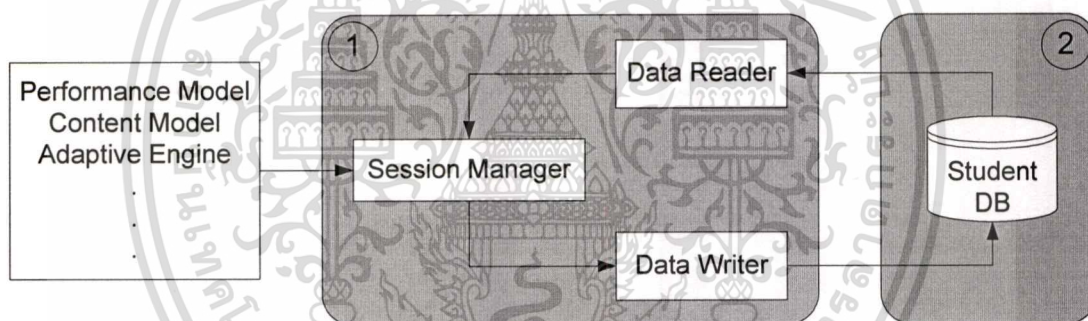 Performance Model
Content Model
Adaptive Engine
.
.
.
1
Data Reader
Session Manager
Data Writer
2
Student
DB